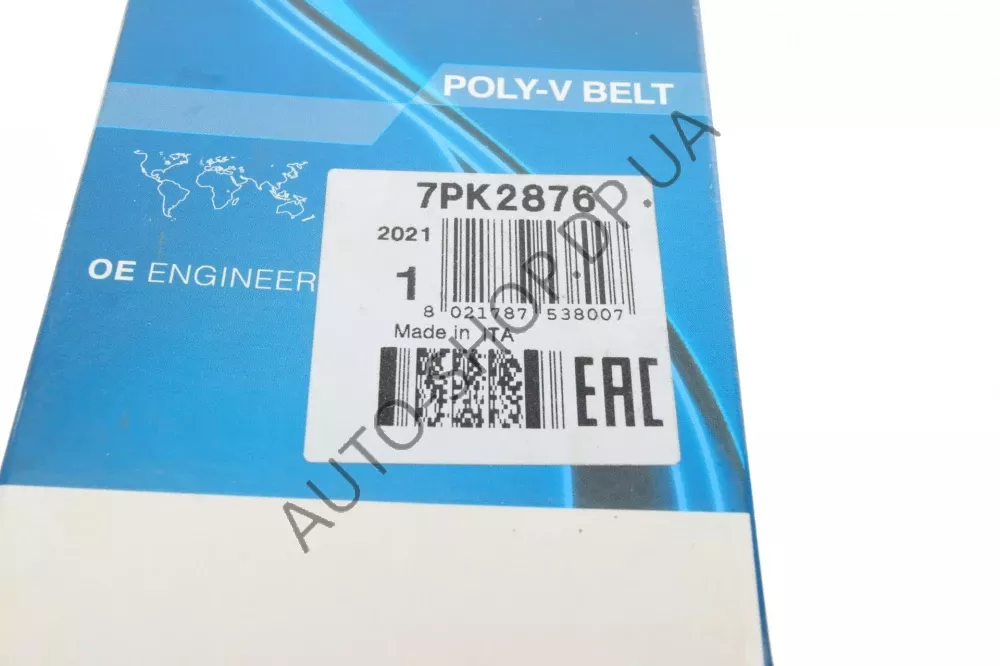 POLY-V BELT
7PK2876
2021
1
8 021787 538007
OE ENGINEER
Made in ITA
EAC
AUTO-SHOP.DP.UA